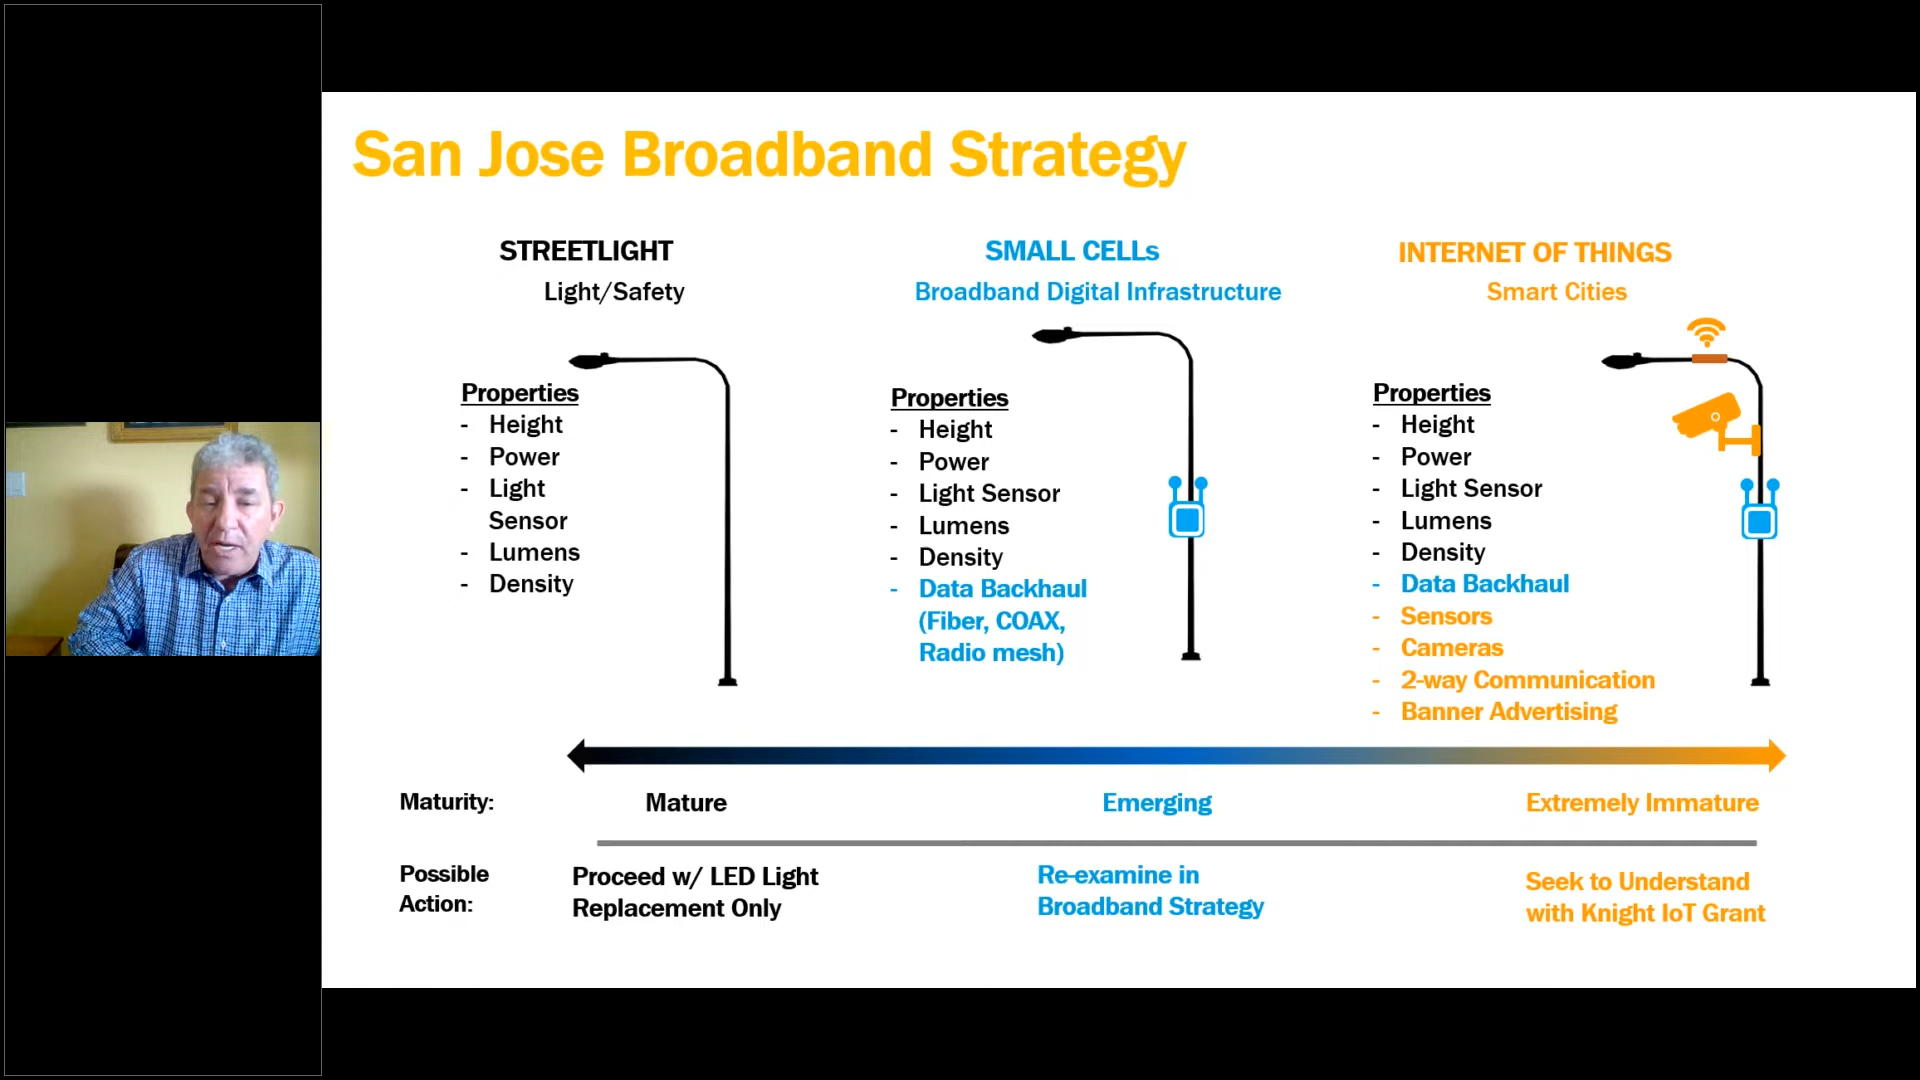 San Jose Broadband Strategy
STREETLIGHT
Light/Safety
Properties
- Height
- Power
- Light
Sensor
- Lumens
- Density
SMALL CELLs
Broadband Digital Infrastructure
Properties
- Height
- Power
- Light Sensor
- Lumens
- Density
- Data Backhaul
(Fiber, COAX,
Radio mesh)
INTERNET OF THINGS
Smart Cities
Properties
- Height
- Power
- Light Sensor
- Lumens
- Density
- Data Backhaul
- Sensors
- Cameras
- 2-way Communication
- Banner Advertising
Maturity:
Mature
Emerging
Extremely Immature
Possible
Action:
Proceed w/ LED Light
Replacement Only
Re-examine in
Broadband Strategy
Seek to Understand
with Knight IoT Grant